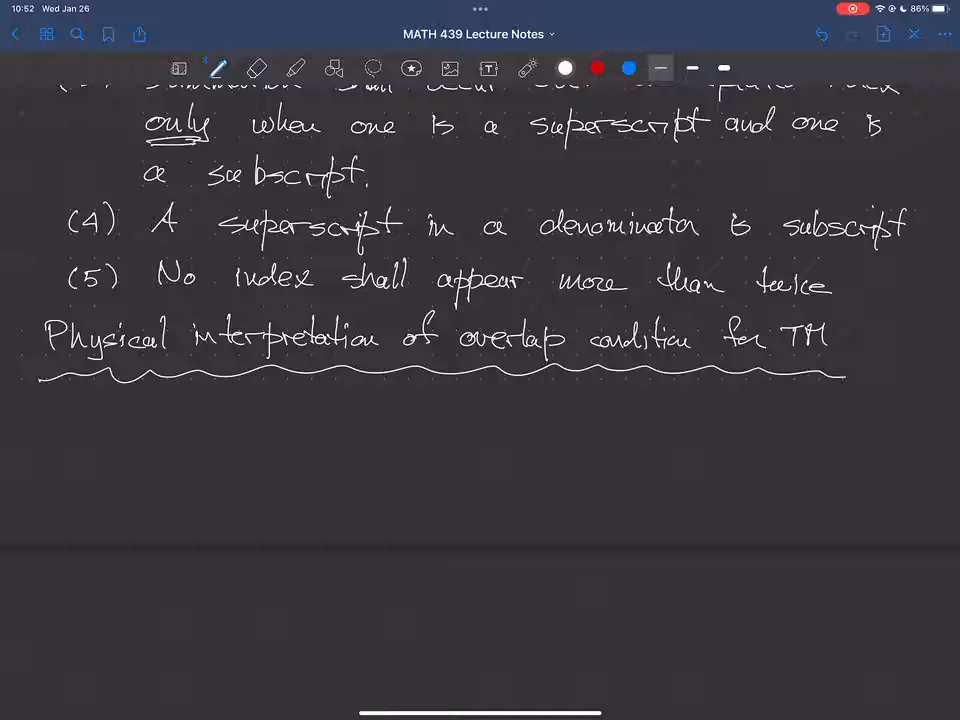 10:52 Wed Jan 26
86%
MATH 439 Lecture Notes
only when one is a superscript and one is
a subscript.
(4) A superscript in a denominator is subscript
(5) No index shall appear more than twice
Physical interpretation of overlap condition for TM